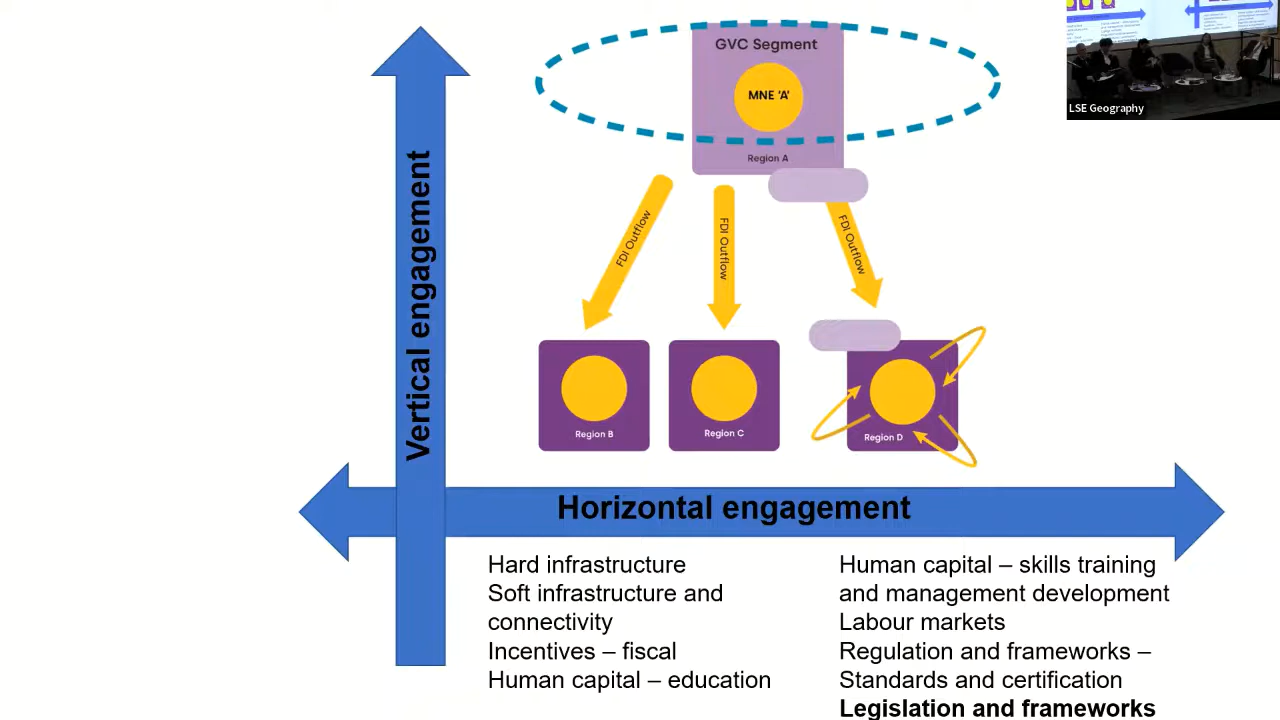 GVC Segment
MNE 'A'
Region A
LSE Geography
FDI Outflow
FDI Outflow
FDI Outflow
Vertical engagement
Region B
Region C
Region D
Horizontal engagement
Hard infrastructure
Soft infrastructure and
connectivity
Incentives – fiscal
Human capital – education
Human capital – skills training
and management development
Labour markets
Regulation and frameworks –
Standards and certification
Legislation and frameworks